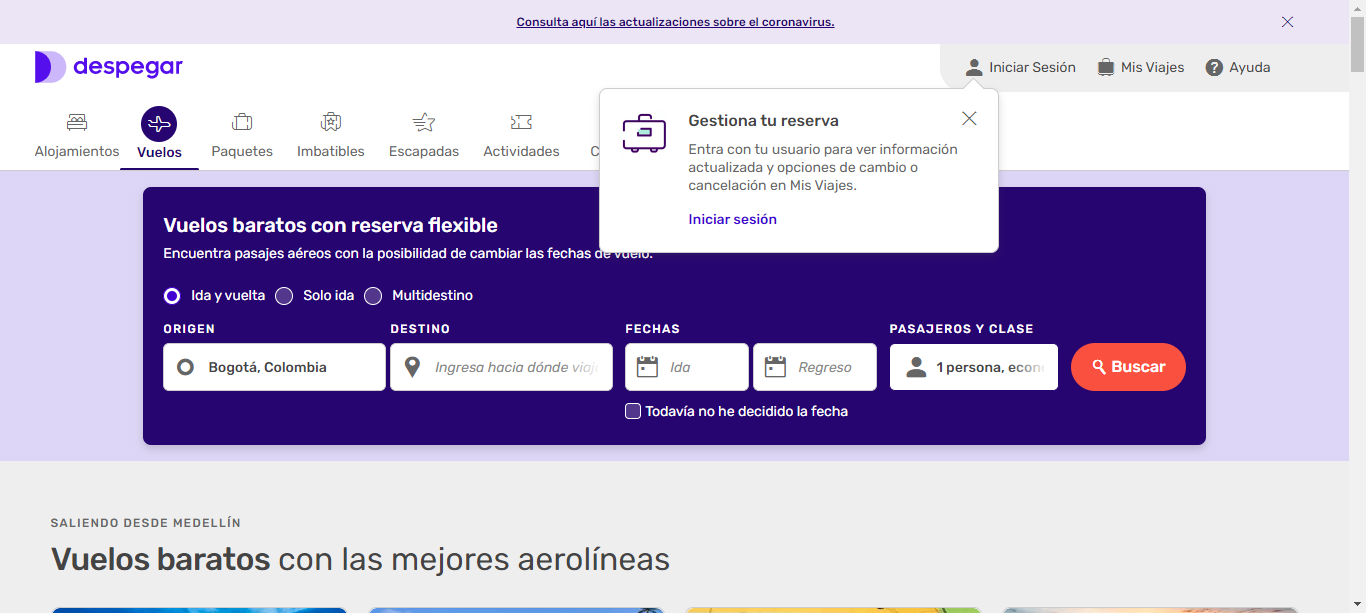 Consulta aquí las actualizaciones sobre el coronavirus.
despegar
Iniciar Sesión
Mis Viajes
Ayuda
Alojamientos
Vuelos
Paquetes
Imbatibles
Escapadas
Actividades
C
Gestiona tu reserva
Entra con tu usuario para ver información
actualizada y opciones de cambio o
cancelación en Mis Viajes.
Iniciar sesión
Vuelos baratos con reserva flexible
Encuentra pasajes aéreos con la posibilidad de cambiar las fechas de vuelo.
Ida y vuelta
Solo ida
Multidestino
ORIGEN
DESTINO
FECHAS
PASAJEROS Y CLASE
Bogotá, Colombia
Ingresa hacia dónde viaj
Ida
Regreso
1 persona, econ
Buscar
Todavía no he decidido la fecha
SALIENDO DESDE MEDELLÍN
Vuelos baratos con las mejores aerolíneas